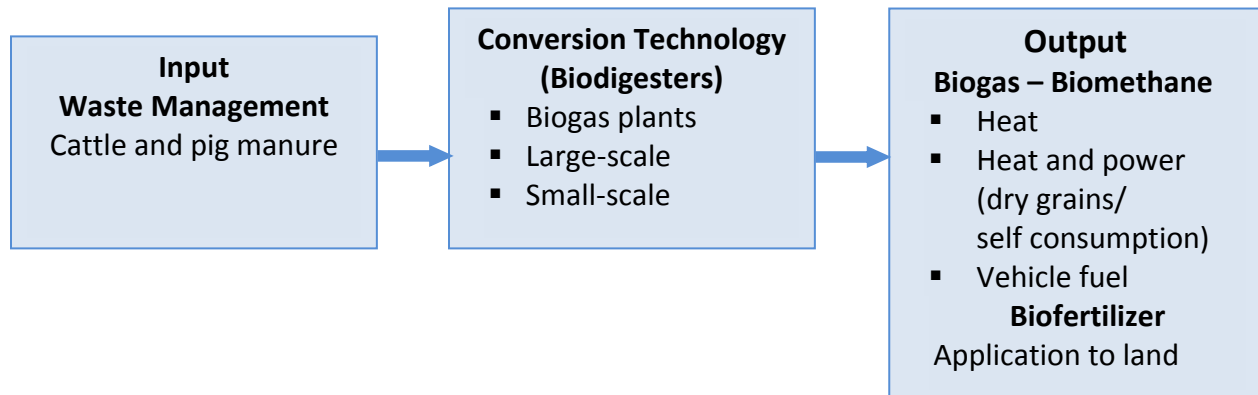 Input
Waste Management
Cattle and pig manure
Conversion Technology
(Biodigesters)
▪ Biogas plants
▪ Large-scale
▪ Small-scale
Output
Biogas – Biomethane
▪ Heat
▪ Heat and power
(dry grains/
self consumption)
▪ Vehicle fuel
Biofertilizer
Application to land